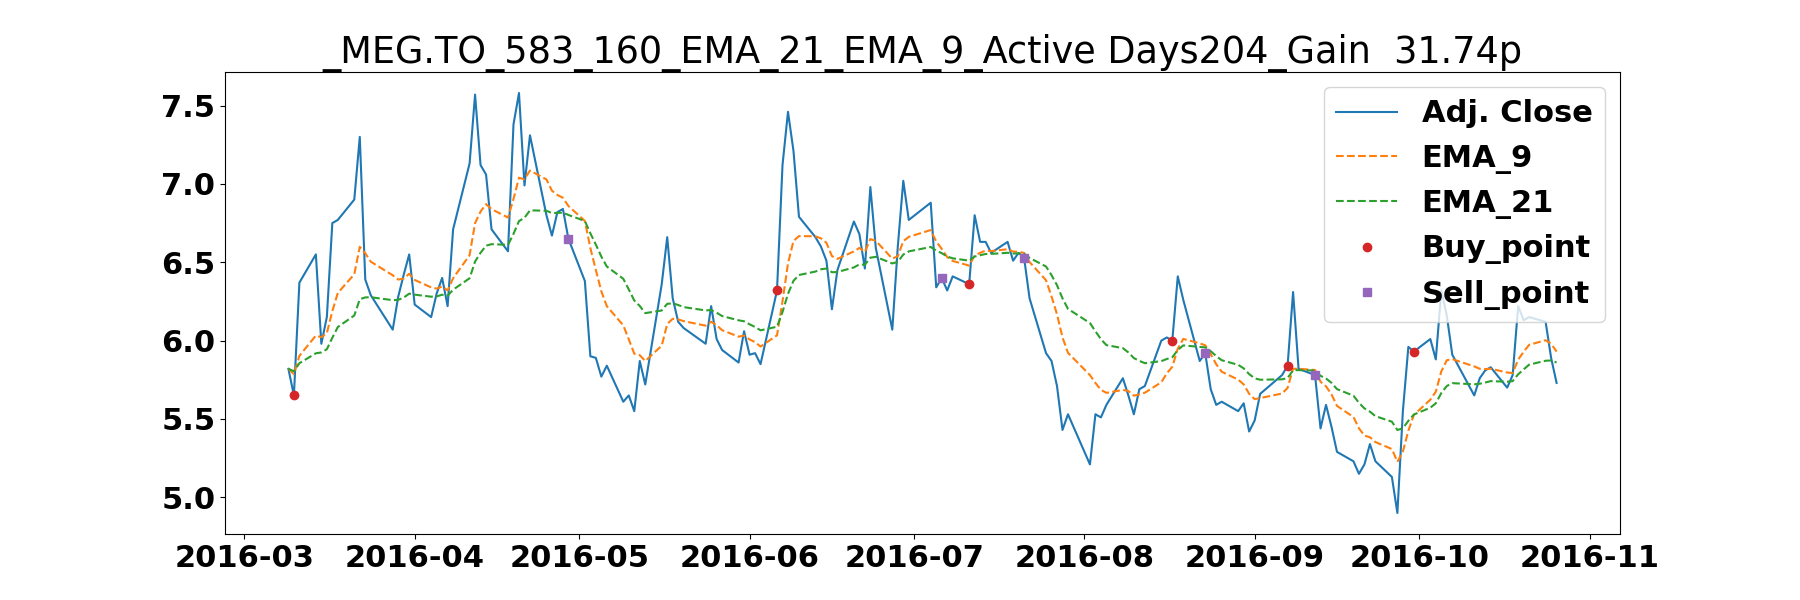 _MEG.TO_583_160_EMA_21_EMA_9_Active Days204_Gain  31.74p
7.5
7.0
6.5
6.0
5.5
5.0
Adj. Close
EMA_9
EMA_21
Buy_point
Sell_point
2016-03 2016-04 2016-05 2016-06 2016-07 2016-08 2016-09 2016-10 2016-11